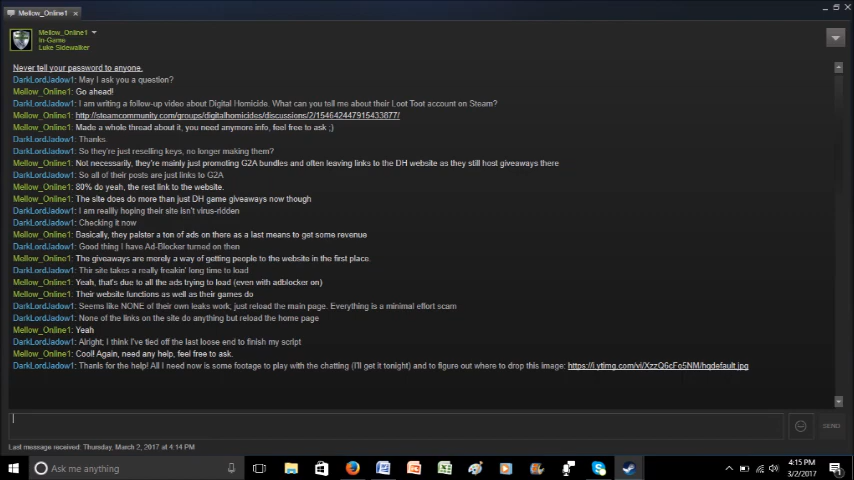 Mellow_Online1
Mellow_Online1
In-Game
Luke Sidewalker
Never tell your password to anyone.
DarkLordJadow1: May I ask you a question?
Mellow_Online1: Go ahead!
DarkLordJadow1: I am writing a follow-up video about Digital Homicide. What can you tell me about their Loot Toot account on Steam?
Mellow_Online1: http://steamcommunity.com/groups/digitalhomicides/discussions/2/154642447915433877/
Mellow_Online1: Made a whole thread about it, you need anymore info, feel free to ask ;)
DarkLordJadow1: Thanks
DarkLordJadow1: So they're just reselling keys, no longer making them?
Mellow_Online1: Not necessarily, they're mainly just promoting G2A bundles and often leaving links to the DH website as they still host giveaways there
DarkLordJadow1: So all of their posts are just links to G2A
Mellow_Online1: 80% do yeah, the rest link to the website.
Mellow_Online1: The site does do more than just DH game giveaways now though
DarkLordJadow1: I am reallly hoping their site isn't virus-ridden
DarkLordJadow1: Checking it now
Mellow_Online1: Basically, they palster a ton of ads on there as a last means to get some revenue
DarkLordJadow1: Good thing I have Ad-Blocker turned on then
Mellow_Online1: The giveaways are merely a way of getting people to the website in the first place.
DarkLordJadow1: Thir site takes a really freakin' long time to load
Mellow_Online1: Yeah, that's due to all the ads trying to load (even with adblocker on)
Mellow_Online1: Their website functions as well as their games do
DarkLordJadow1: Seems like NONE of their own leaks work; just reload the main page. Everything is a minimal effort scam
DarkLordJadow1: None of the links on the site do anything but reload the home page
Mellow_Online1: Yeah
DarkLordJadow1: Alright; I think I've tied off the last loose end to finish my script
Mellow_Online1: Cool! Again, need any help, feel free to ask.
DarkLordJadow1: Thanls for the help! All I need now is some footage to play with the chatting (I'll get it tonight) and to figure out where to drop this image: https://i.ytimg.com/vi/XzzQ6cFo5NM/hqdefault.jpg
SEND
Last message received: Thursday, March 2, 2017 at 4:14 PM
Ask me anything
4:15 PM
3/2/2017